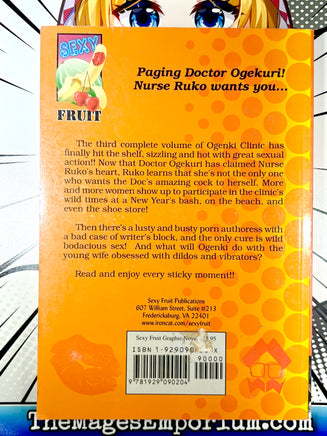 SEXY
FRUIT
Paging Doctor Ogekuri!
Nurse Ruko wants you...
The third complete volume of Ogenki Clinic has
finally hit the shelf, sizzling and hot with great sexual
action!! Now that Doctor Ogekuri has claimed Nurse
Ruko's heart, Ruko learns that she's not the only one
who wants the Doc's amazing cock to herself. More
and more women show up to participate in the clinic's
wild times at a New Year's bash, on the beach, and
even the shoe store!
Then there's a lusty and busty porn authoress with
a bad case of writer's block, and the only cure is wild
bodacious sex! And what will Ogenki do with the
young wife obsessed with dildos and vibrators?
Read and enjoy every sticky moment!!
Sexy Fruit Publications
607 William Street, Suite #213
Fredericksburg, VA 22401
www.ironcat.com/sexyfruit
Sexy Fruit Graphic Nove 5.95
ISBN 1-929090 X
90000
9 781929 090204
TheMagesEmporium.com